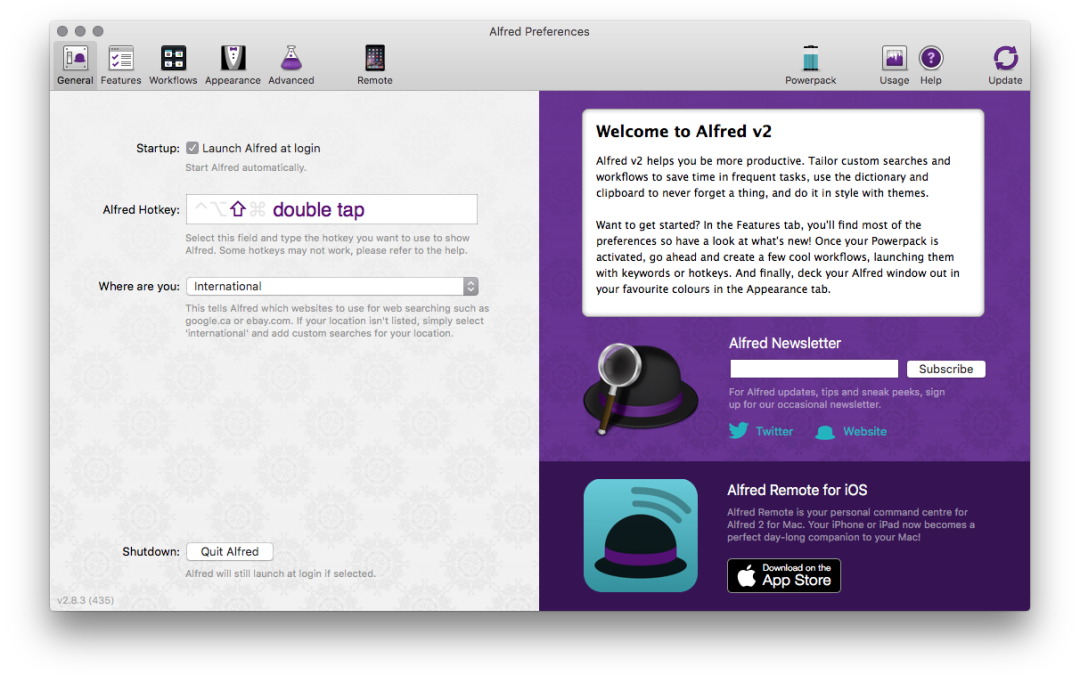 Alfred Preferences
General
Features
Workflows
Appearance
Advanced
Remote
Powerpack
Usage
Help
Update
Startup:
Launch Alfred at login
Start Alfred automatically.
Alfred Hotkey:
⌃⌥⇧⌘ double tap
Select this field and type the hotkey you want to use to show
Alfred. Some hotkeys may not work, please refer to the help.
Where are you:
International
This tells Alfred which websites to use for web searching such as
google.ca or ebay.com. If your location isn't listed, simply select
'international' and add custom searches for your location.
Shutdown:
Quit Alfred
Alfred will still launch at login if selected.
v2.8.3 (435)
Welcome to Alfred v2
Alfred v2 helps you be more productive. Tailor custom searches and
workflows to save time in frequent tasks, use the dictionary and
clipboard to never forget a thing, and do it in style with themes.
Want to get started? In the Features tab, you'll find most of the
preferences so have a look at what's new! Once your Powerpack is
activated, go ahead and create a few cool workflows, launching them
with keywords or hotkeys. And finally, deck your Alfred window out in
your favourite colours in the Appearance tab.
Alfred Newsletter
Subscribe
For Alfred updates, tips and sneak peeks, sign
up for our occasional newsletter.
Twitter
Website
Alfred Remote for iOS
Alfred Remote is your personal command centre for
Alfred 2 for Mac. Your iPhone or iPad now becomes a
perfect day-long companion to your Mac!
Download on the
App Store